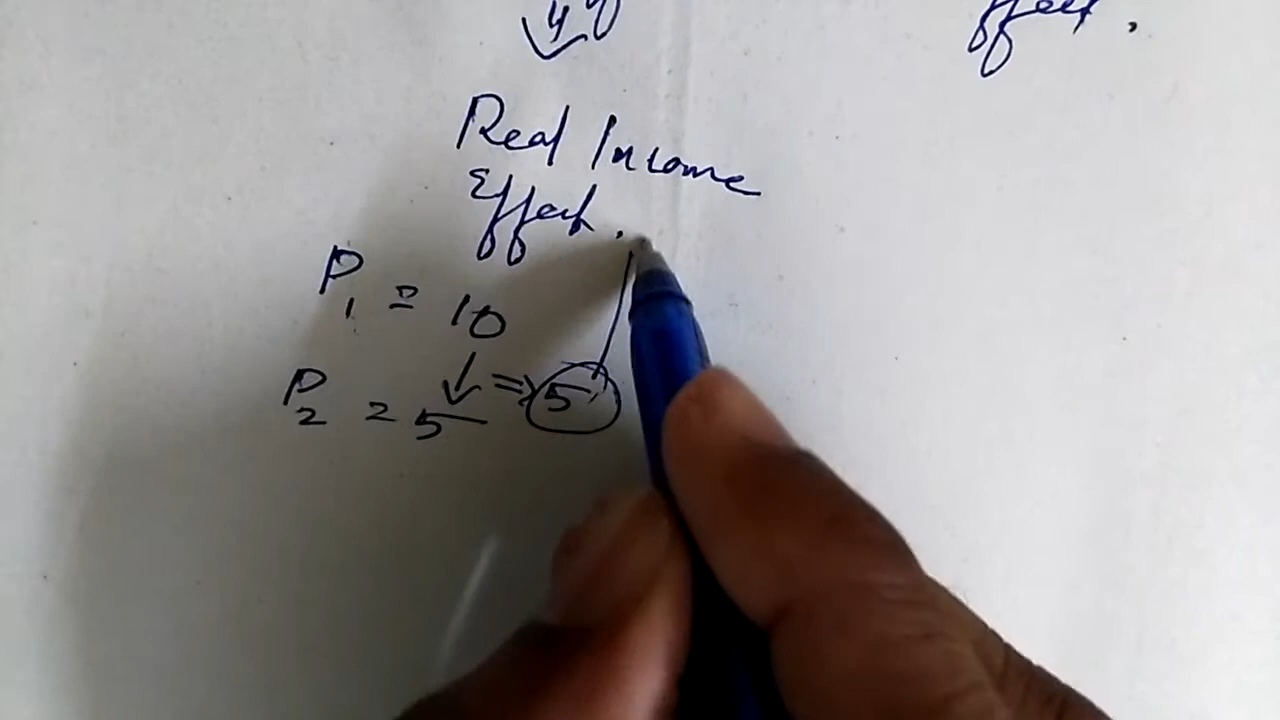 Real Income
Effect.
P1 = 10
P2 = 5 => 5